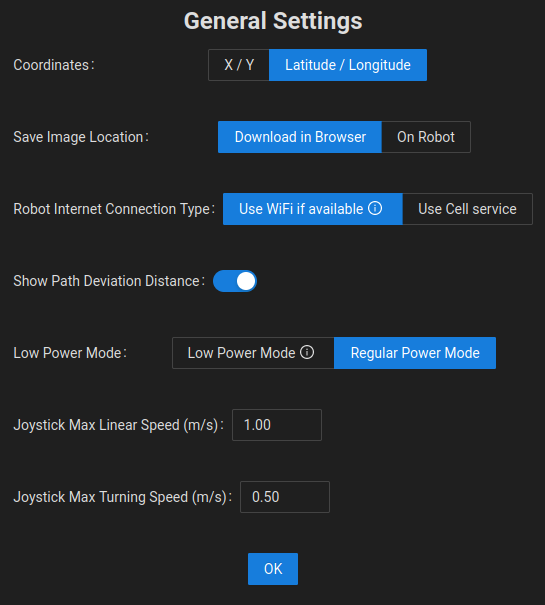 General Settings
Coordinates: X / Y Latitude / Longitude
Save Image Location: Download in Browser On Robot
Robot Internet Connection Type: Use WiFi if available Use Cell service
Show Path Deviation Distance:
Low Power Mode: Low Power Mode Regular Power Mode
Joystick Max Linear Speed (m/s): 1.00
Joystick Max Turning Speed (m/s): 0.50
OK